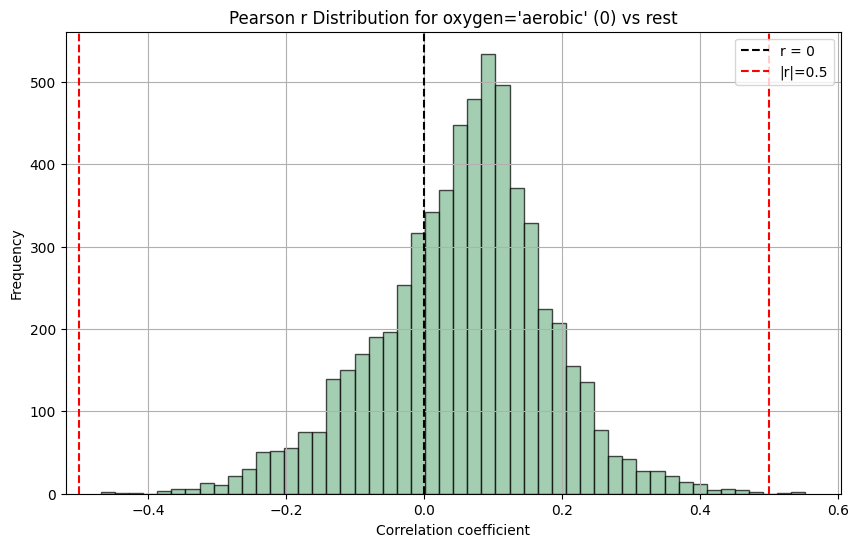 Pearson r Distribution for oxygen='aerobic' (0) vs rest
r = 0
|r|=0.5
Frequency
500
400
300
200
100
0
−0.4
−0.2
0.0
0.2
0.4
0.6
Correlation coefficient